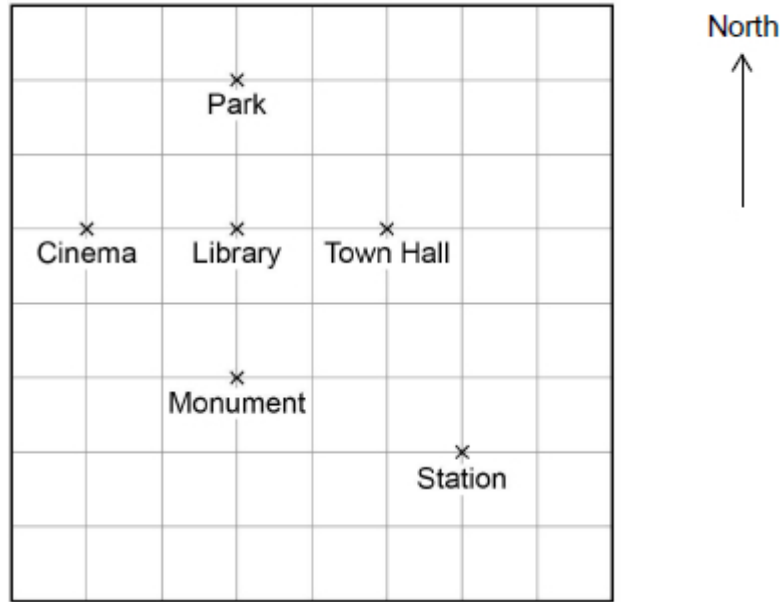 North
Park
Cinema
Library
Town Hall
Monument
Station